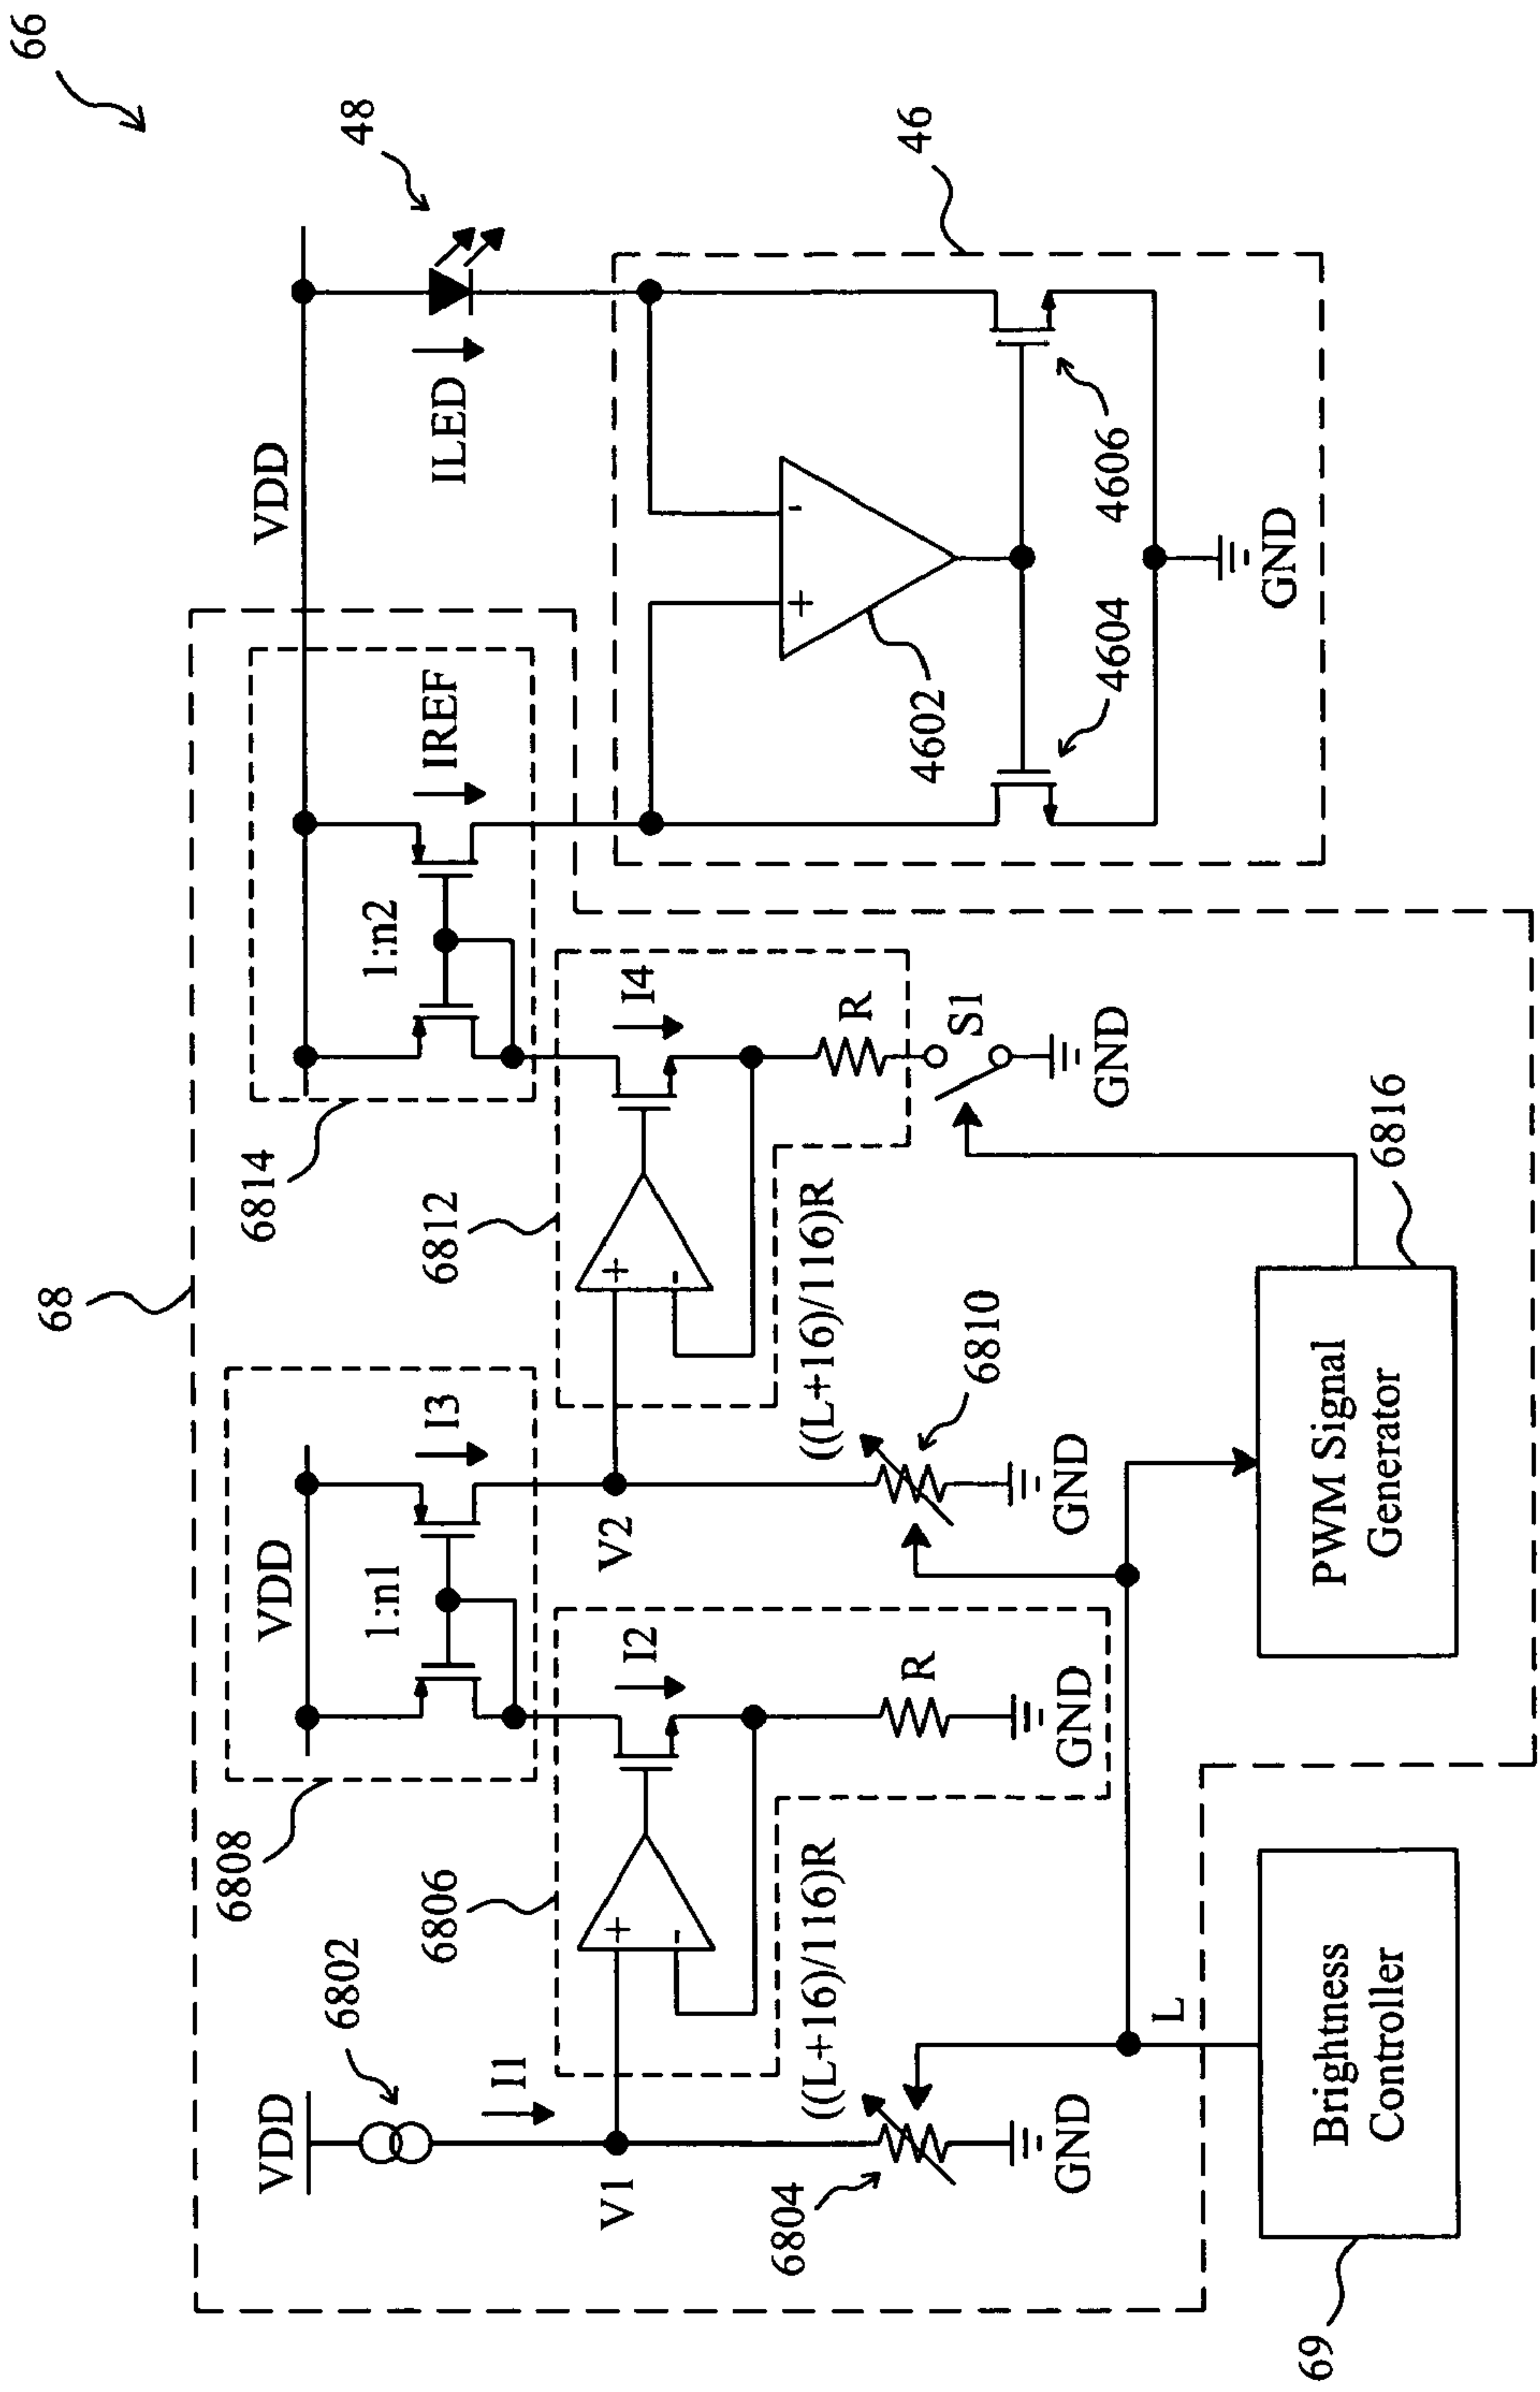 66
68
6814
VDD
48
6808
VDD
1:n2
IREF
ILED
6802
VDD
1:n1
I3
6812
I4
46
I1
6806
I2
V1
V2
((L+16)/116)R
((L+16)/116)R
R
R
S1
+
-
+
-
+
-
4602
4604
4606
6804
6810
GND
GND
GND
GND
GND
L
6816
69
Brightness
Controller
PWM Signal
Generator